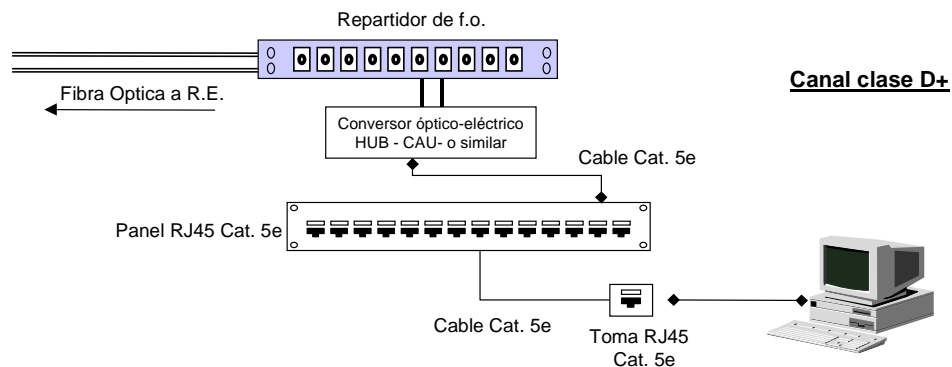 Repartidor de f.o.
Canal clase D+
Fibra Optica a R.E.
Conversor óptico-eléctrico
HUB - CAU- o similar
Cable Cat. 5e
Panel RJ45 Cat. 5e
Cable Cat. 5e
Toma RJ45
Cat. 5e